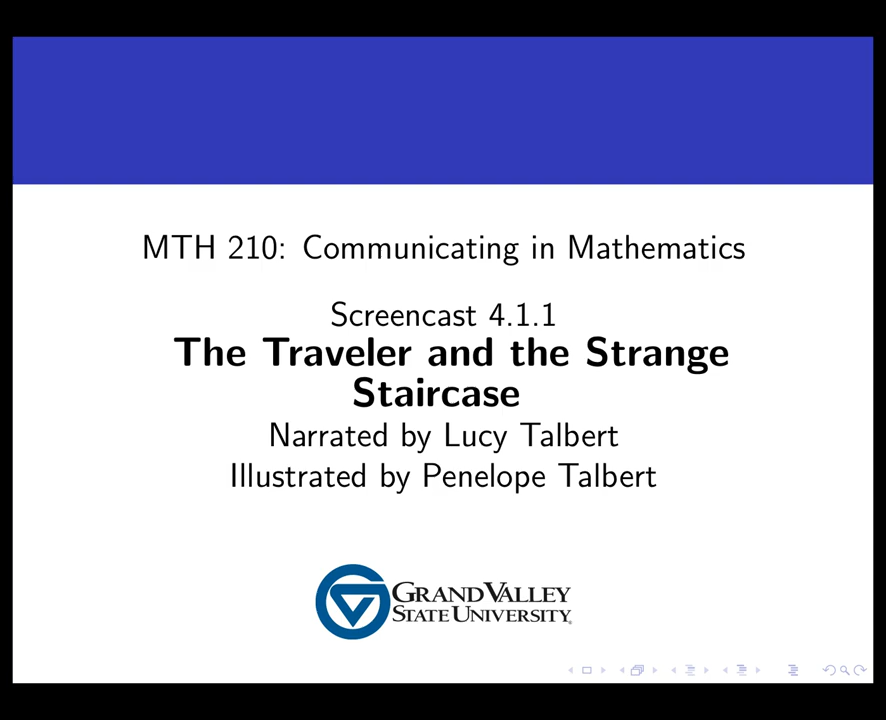 MTH 210: Communicating in Mathematics
Screencast 4.1.1
The Traveler and the Strange
Staircase
Narrated by Lucy Talbert
Illustrated by Penelope Talbert
GRAND VALLEY
STATE UNIVERSITY